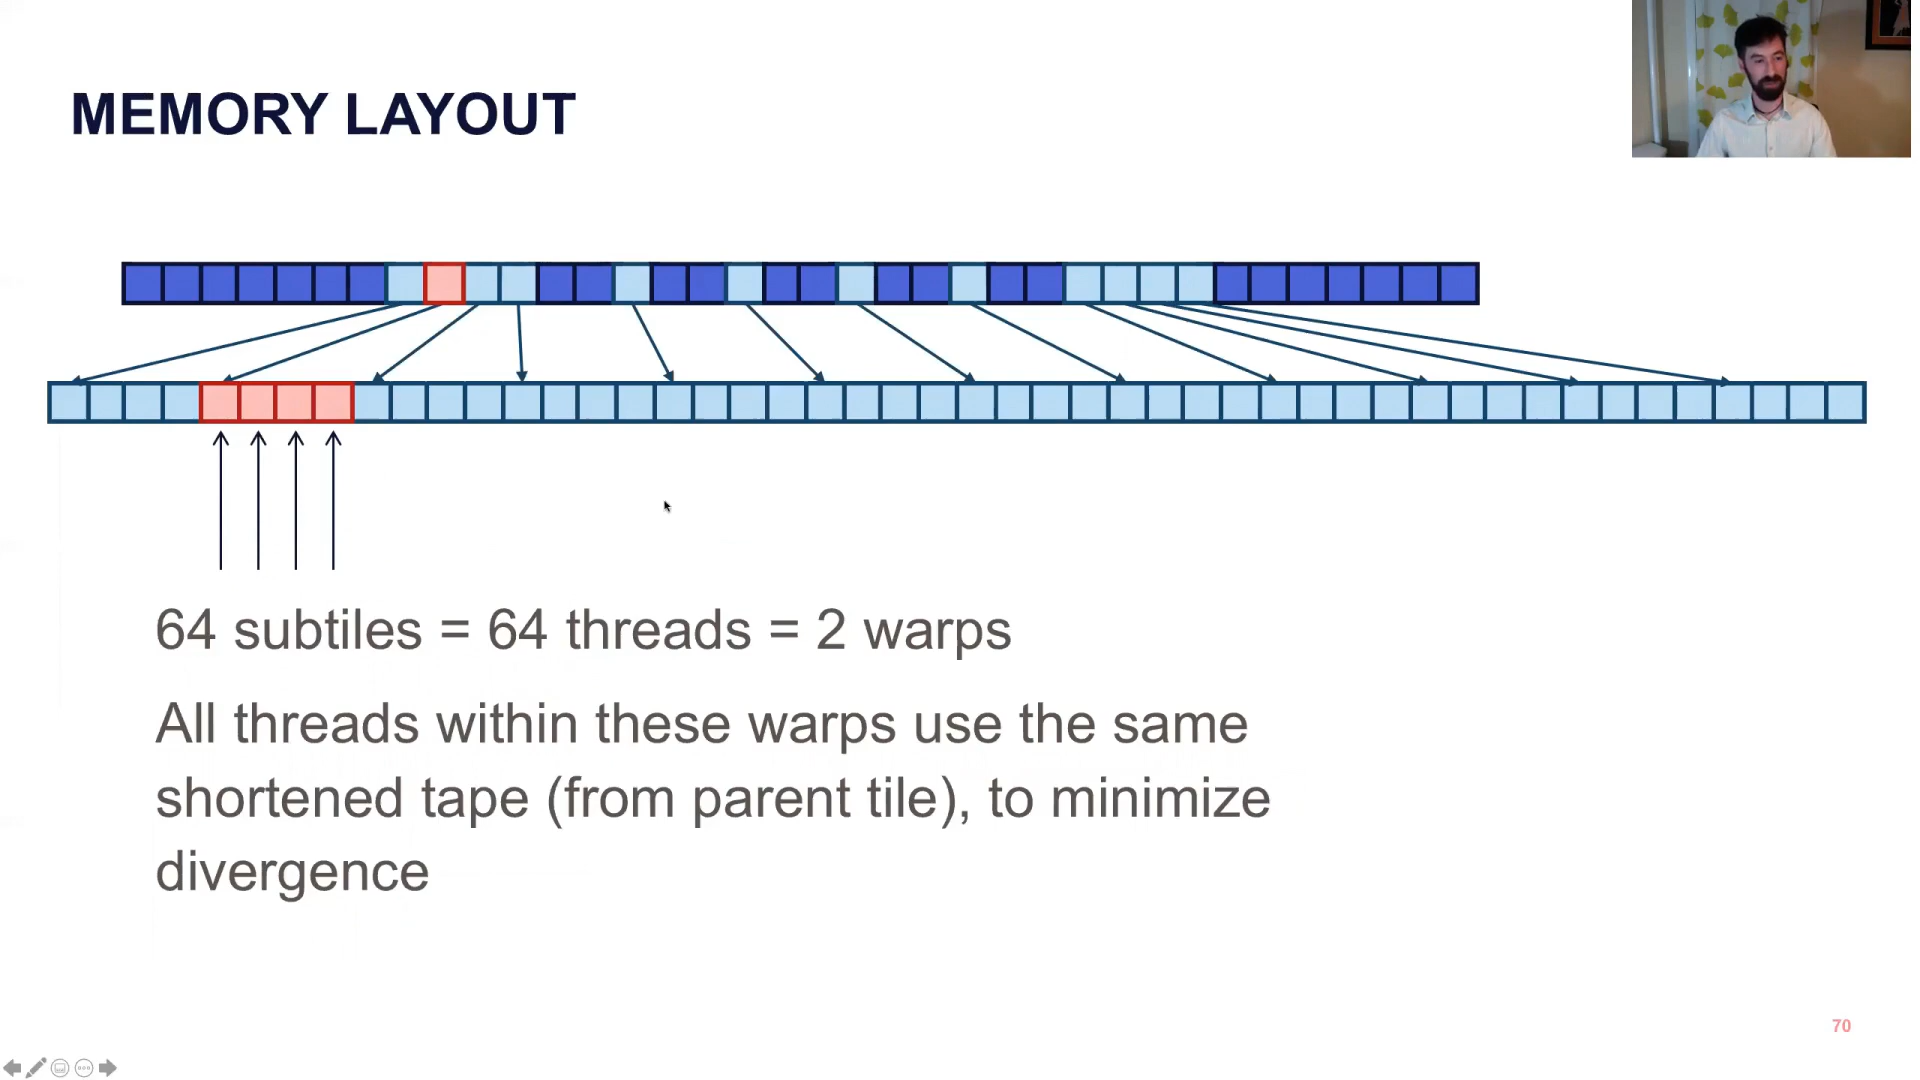 MEMORY LAYOUT
64 subtiles = 64 threads = 2 warps
All threads within these warps use the same
shortened tape (from parent tile), to minimize
divergence
70